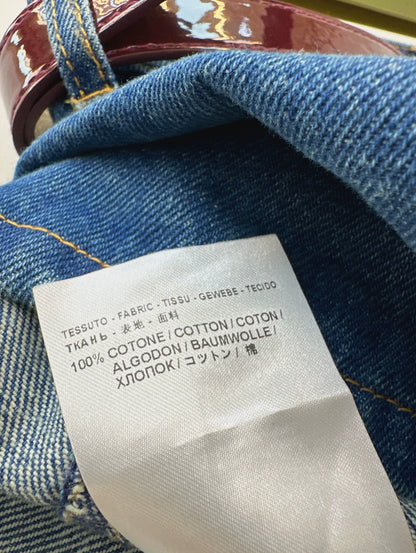 TESSUTO - FABRIC - TISSU - GEWEBE - TECIDO
ТКАНЬ - 表地 - 面料
100% COTONE / COTTON / COTON /
ALGODON / BAUMWOLLE /
ХЛОПОК / コットン / 棉